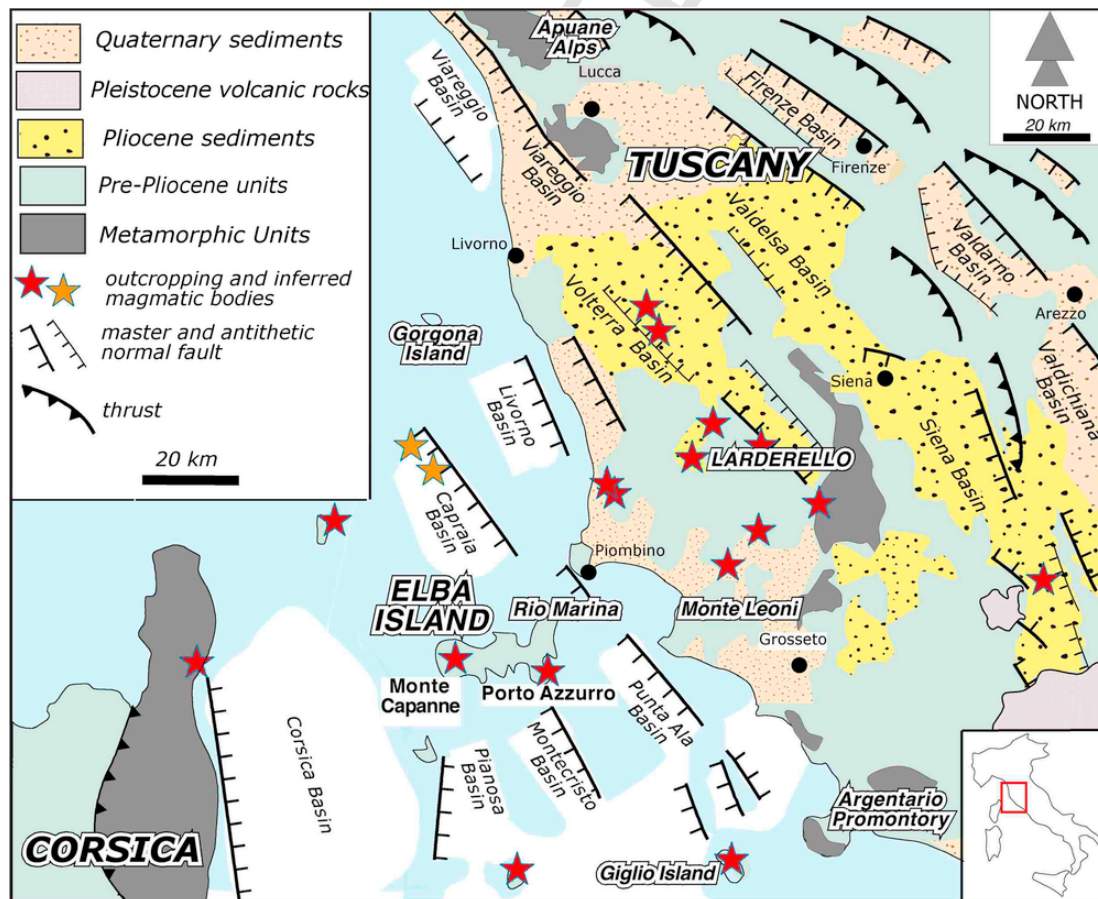 Quaternary sediments
Pleistocene volcanic rocks
Pliocene sediments
Pre-Pliocene units
Metamorphic Units
outcropping and inferred
magmatic bodies
master and antithetic
normal fault
thrust
20 km
NORTH
20 km
Apuane
Alps
Lucca
Viareggio
Basin
Viareggio
Basin
Firenze Basin
Firenze
TUSCANY
Livorno
Valdelsa Basin
Valdarno
Basin
Arezzo
Volterra Basin
Gorgona
Island
Livorno
Basin
Siena
Valdichiana
Basin
Siena Basin
LARDERELLO
Capraia
Basin
Piombino
ELBA
ISLAND
Rio Marina
Monte Leoni
Grosseto
Monte
Capanne
Porto Azzurro
Punta Ala
Basin
Corsica Basin
Pianosa
Basin
Montecristo
Basin
Argentario
Promontory
CORSICA
Giglio Island